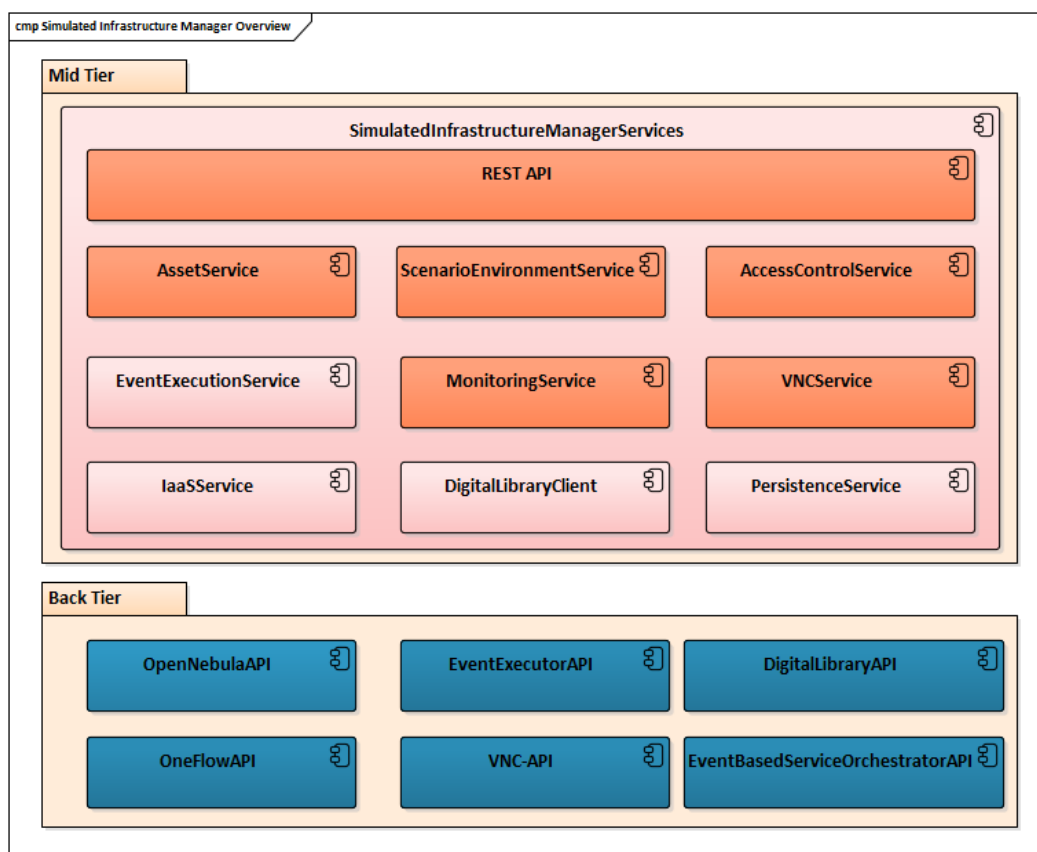 cmp Simulated Infrastructure Manager Overview
Mid Tier
SimulatedInfrastructureManagerServices
REST API
AssetService
ScenarioEnvironmentService
AccessControlService
EventExecutionService
MonitoringService
VNCService
IaaSService
DigitalLibraryClient
PersistenceService
Back Tier
OpenNebulaAPI
EventExecutorAPI
DigitalLibraryAPI
OneFlowAPI
VNC-API
EventBasedServiceOrchestratorAPI